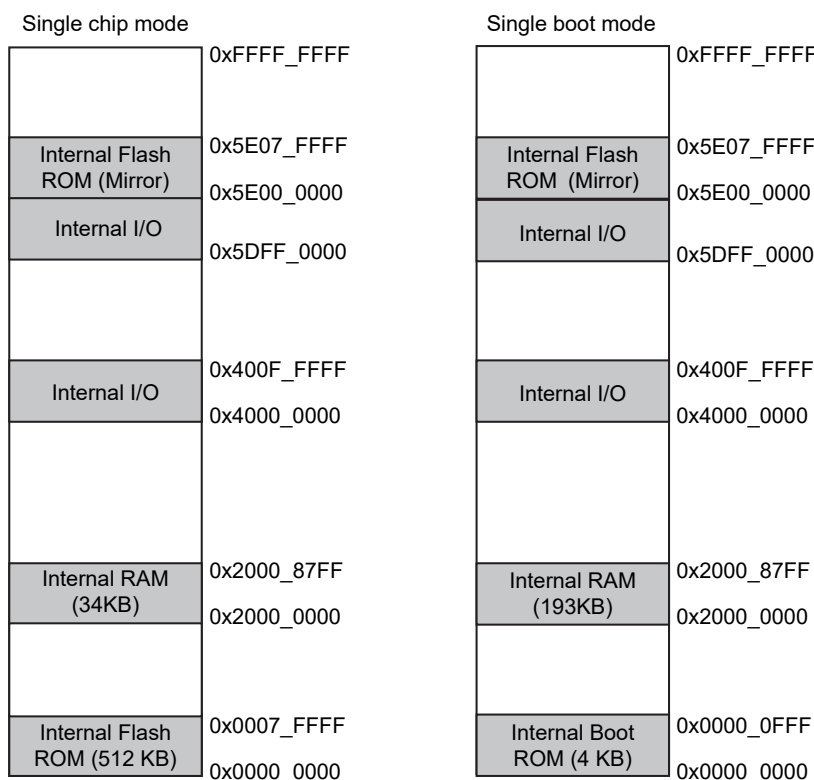 Single chip mode
0xFFFF_FFFF
Internal Flash
ROM (Mirror)
0x5E07_FFFF
0x5E00_0000
Internal I/O
0x5DFF_0000
Internal I/O
0x400F_FFFF
0x4000_0000
Internal RAM
(34KB)
0x2000_87FF
0x2000_0000
Internal Flash
ROM (512 KB)
0x0007_FFFF
0x0000_0000
Single boot mode
0xFFFF_FFFF
Internal Flash
ROM (Mirror)
0x5E07_FFFF
0x5E00_0000
Internal I/O
0x5DFF_0000
Internal I/O
0x400F_FFFF
0x4000_0000
Internal RAM
(193KB)
0x2000_87FF
0x2000_0000
Internal Boot
ROM (4 KB)
0x0000_0FFF
0x0000_0000